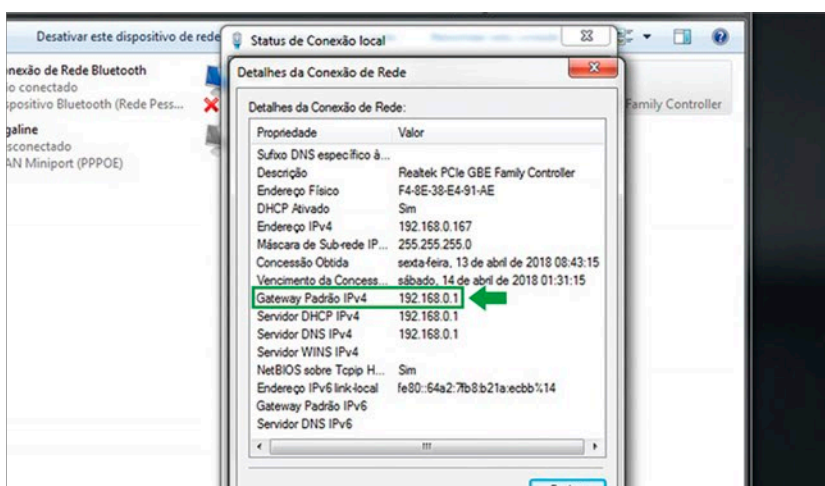 Desativar este dispositivo de rede
Status de Conexão local
Detalhes da Conexão de Rede
nexão de Rede Bluetooth
o conectado
spositivo Bluetooth (Rede Pess...
galine
sconectado
AN Miniport (PPPOE)
Family Controller
Detalhes da Conexão de Rede:
Propriedade Valor
Sufixo DNS específico à...
Descrição Realtek PCIe GBE Family Controller
Endereço Físico F4-8E-38-E4-91-AE
DHCP Ativado Sim
Endereço IPv4 192.168.0.167
Máscara de Sub-rede IP... 255.255.255.0
Concessão Obtida sexta-feira, 13 de abril de 2018 08:43:15
Vencimento da Concess... sábado, 14 de abril de 2018 01:31:15
Gateway Padrão IPv4 192.168.0.1
Servidor DHCP IPv4 192.168.0.1
Servidor DNS IPv4 192.168.0.1
Servidor WINS IPv4
NetBIOS sobre Tcpip H... Sim
Endereço IPv6 link-local fe80::64a2:7fb8:b21a:ecbb%14
Gateway Padrão IPv6
Servidor DNS IPv6